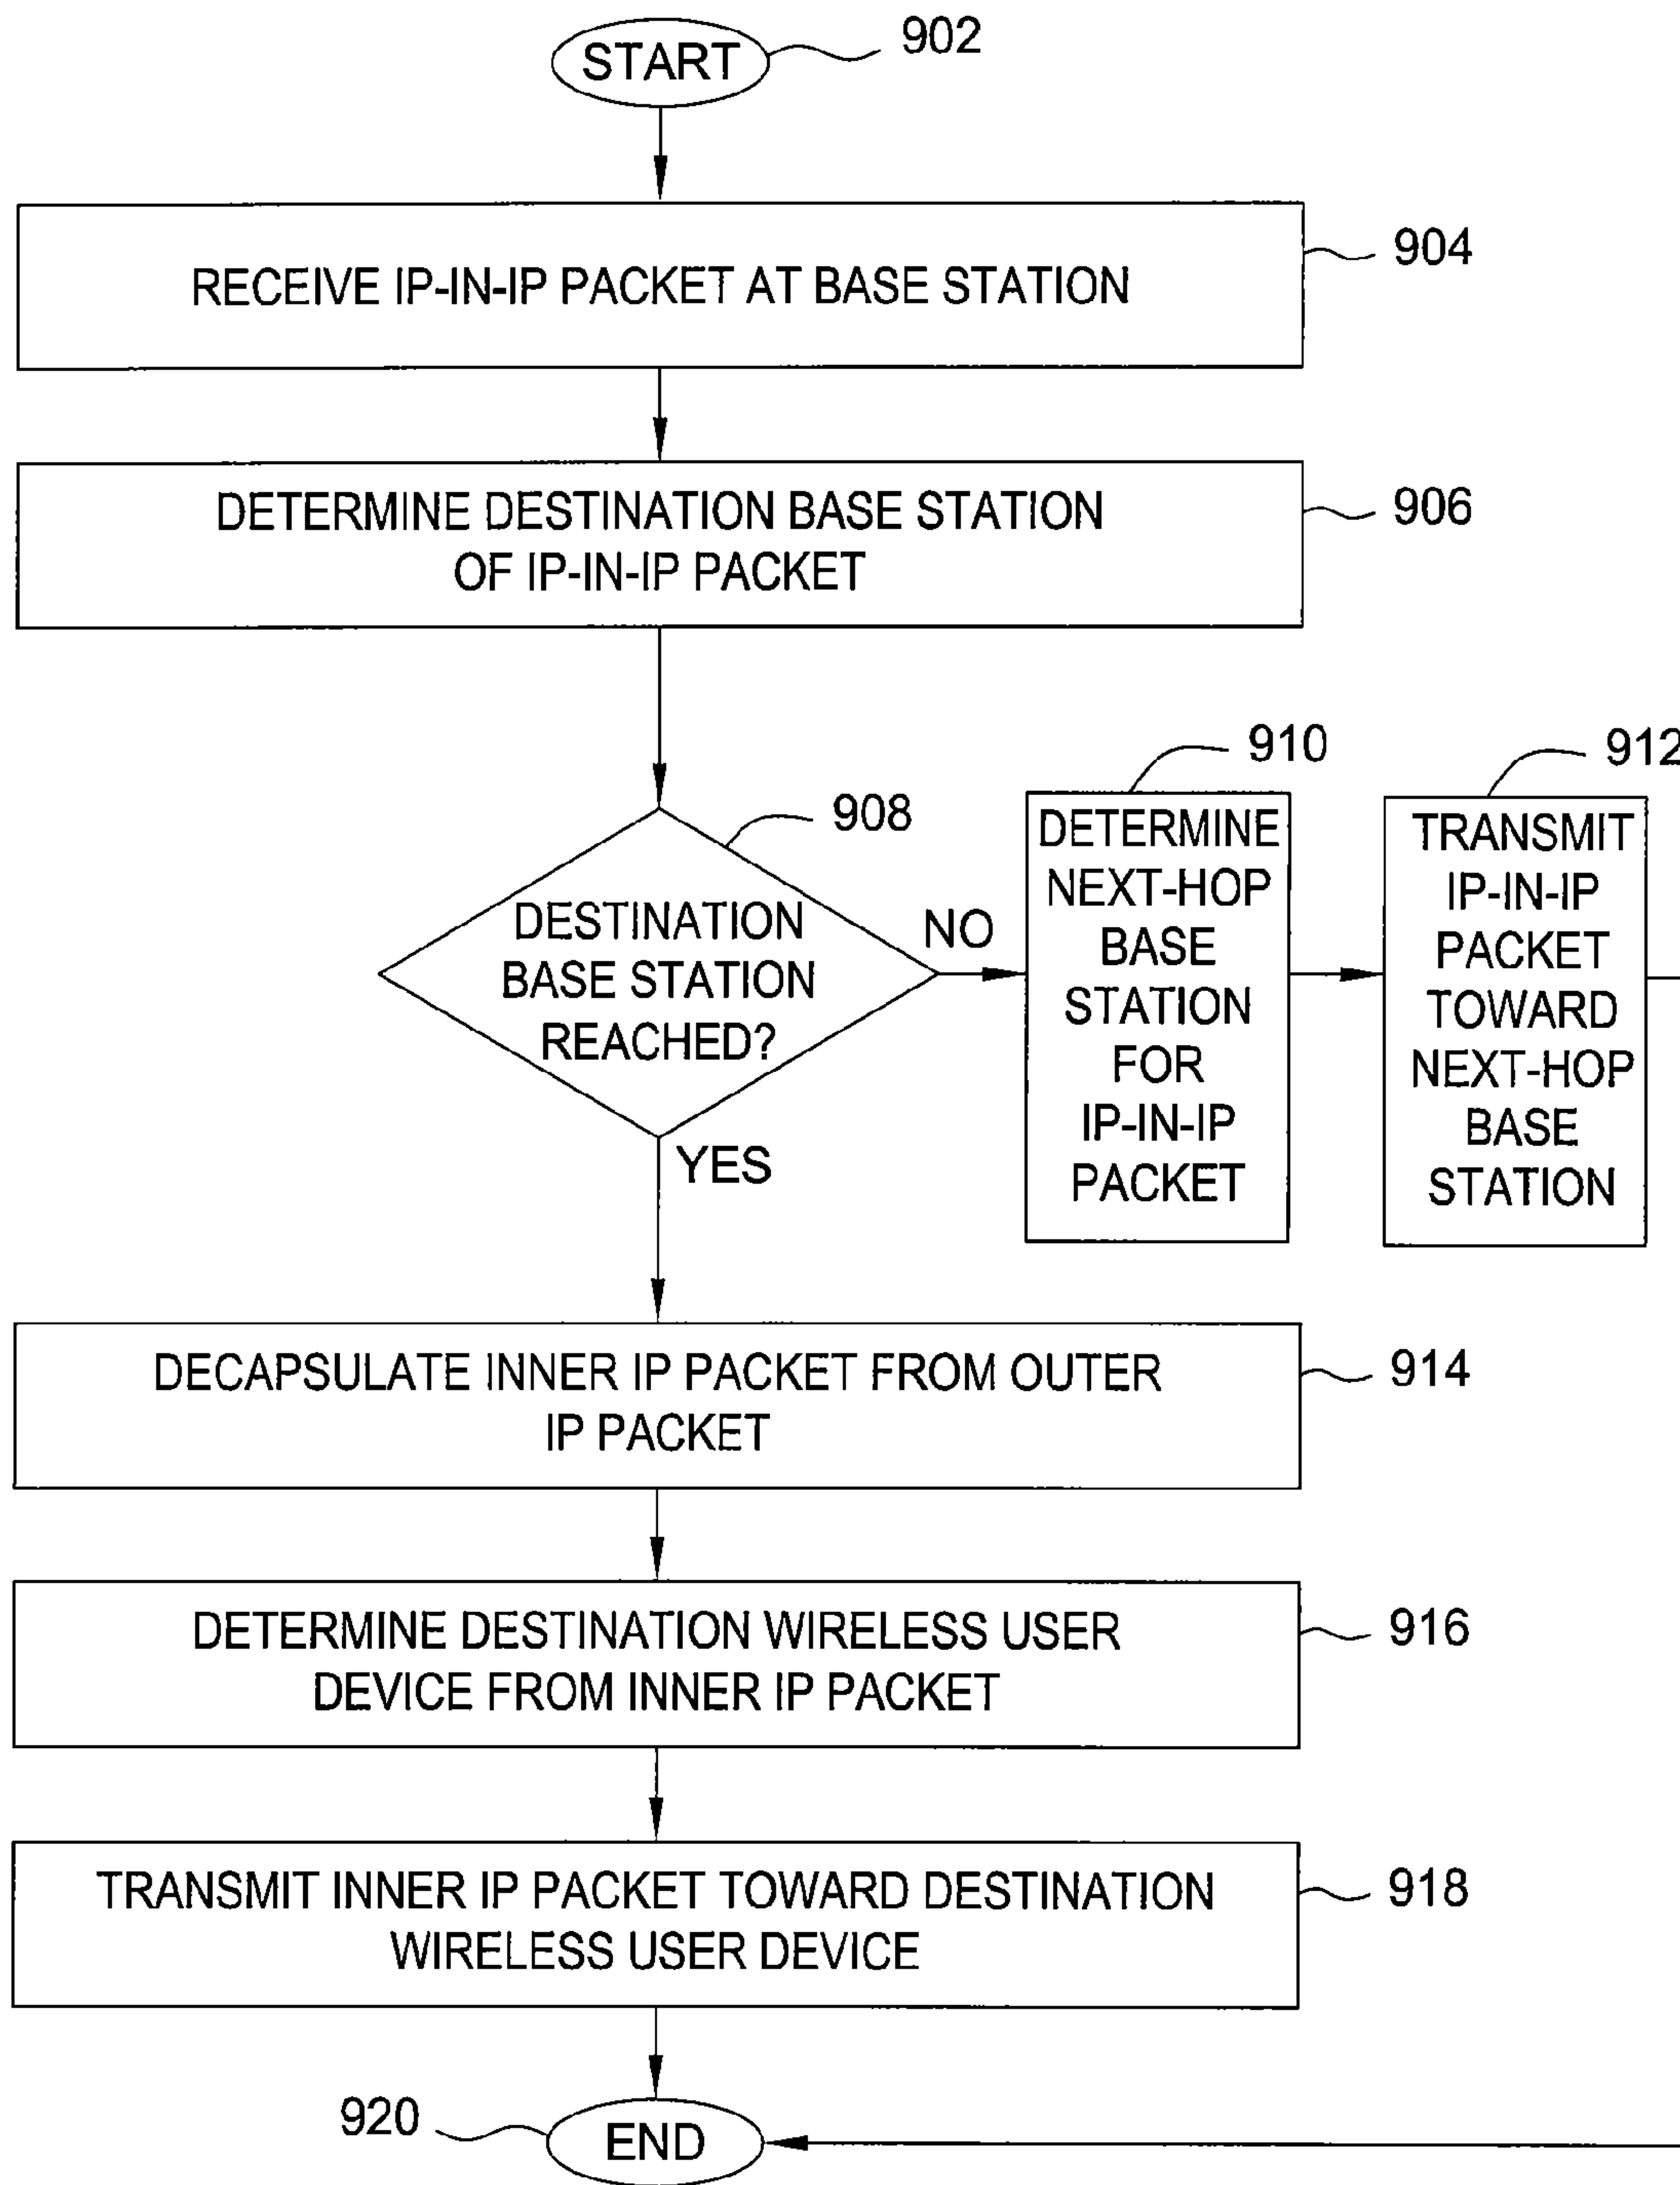 START
902
RECEIVE IP-IN-IP PACKET AT BASE STATION
904
DETERMINE DESTINATION BASE STATION
OF IP-IN-IP PACKET
906
908
DESTINATION
BASE STATION
REACHED?
NO
YES
910
DETERMINE
NEXT-HOP
BASE
STATION
FOR
IP-IN-IP
PACKET
912
TRANSMIT
IP-IN-IP
PACKET
TOWARD
NEXT-HOP
BASE
STATION
DECAPSULATE INNER IP PACKET FROM OUTER
IP PACKET
914
DETERMINE DESTINATION WIRELESS USER
DEVICE FROM INNER IP PACKET
916
TRANSMIT INNER IP PACKET TOWARD DESTINATION
WIRELESS USER DEVICE
918
920
END